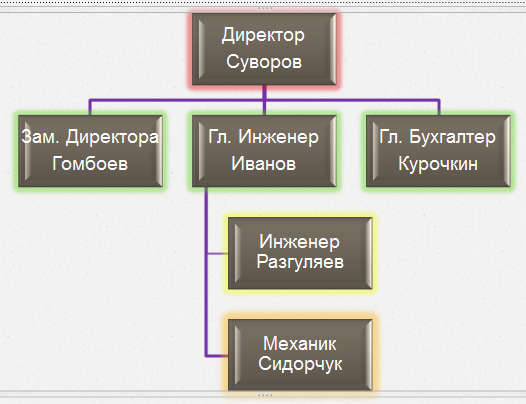 Директор
Суворов
Зам. Директора
Гомбоев
Гл. Инженер
Иванов
Гл. Бухгалтер
Курочкин
Инженер
Разгуляев
Механик
Сидорчук